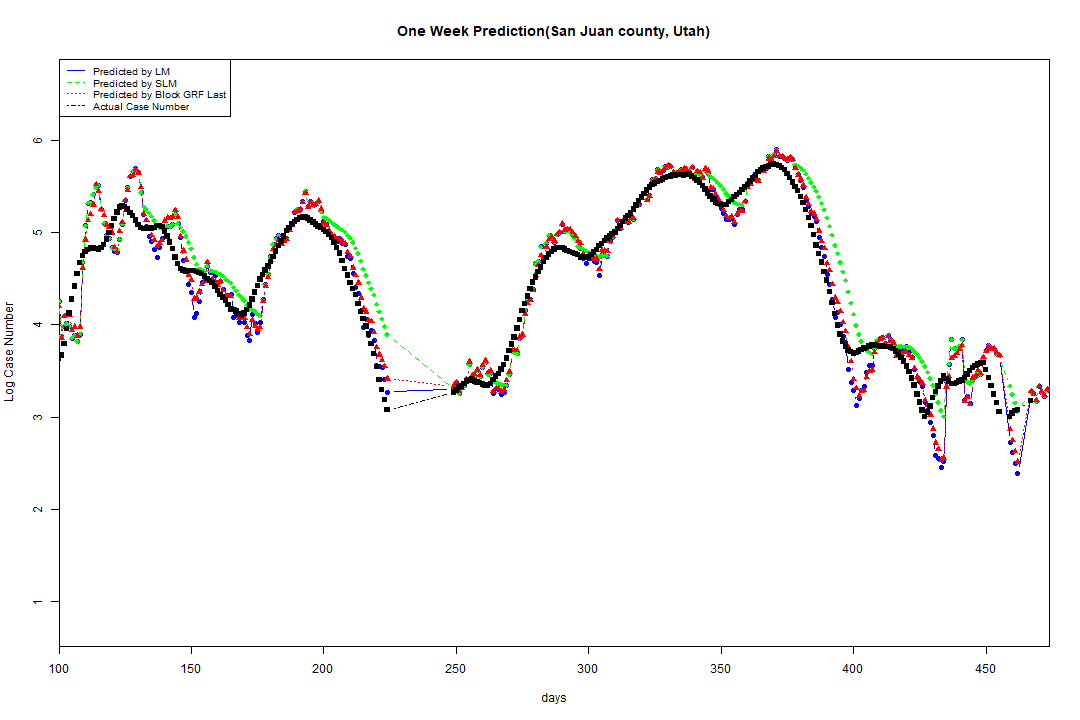 One Week Prediction(San Juan county, Utah)
Predicted by LM
Predicted by SLM
Predicted by Block GRF Last
Actual Case Number
6
5
4
3
2
1
Log Case Number
100 150 200 250 300 350 400 450
days